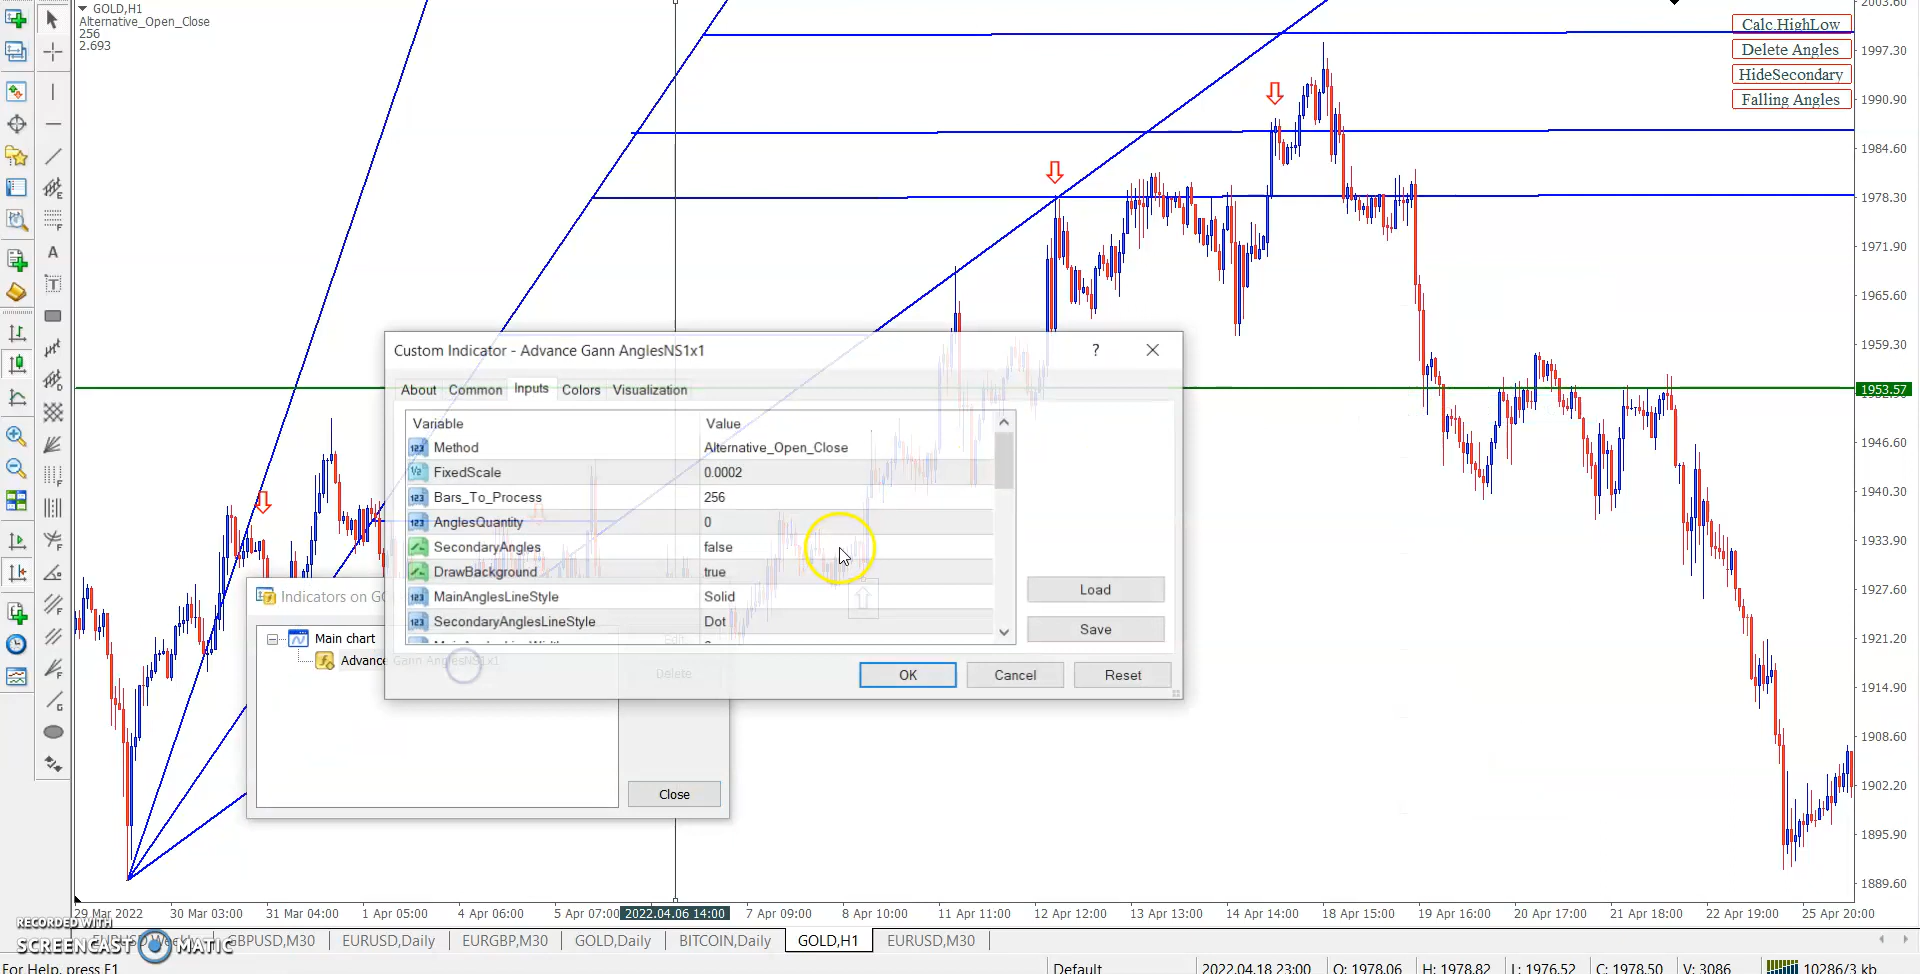 GOLD,H1
Alternative_Open_Close
256
2.693
Calc.HighLow
Delete Angles
HideSecondary
Falling Angles
2003.60
1997.30
1990.90
1984.60
1978.30
1971.90
1965.60
1959.30
1953.57
1946.60
1940.30
1933.90
1927.60
1921.20
1914.90
1908.60
1902.20
1895.90
1889.60
Custom Indicator - Advance Gann AnglesNS1x1
?
About Common Inputs Colors Visualization
Variable Value
Method Alternative_Open_Close
FixedScale 0.0002
Bars_To_Process 256
AnglesQuantity 0
SecondaryAngles false
DrawBackground true
MainAnglesLineStyle Solid
SecondaryAnglesLineStyle Dot
Load
Save
OK Cancel Reset
Indicators on GO
Main chart
Advance Gann AnglesNS1x1
Edit
Delete
Close
29 Mar 2022 30 Mar 03:00 31 Mar 04:00 1 Apr 05:00 4 Apr 06:00 5 Apr 07:00 2022.04.06 14:00 7 Apr 09:00 8 Apr 10:00 11 Apr 11:00 12 Apr 12:00 13 Apr 13:00 14 Apr 14:00 18 Apr 15:00 19 Apr 16:00 20 Apr 17:00 21 Apr 18:00 22 Apr 19:00 25 Apr 20:00
RECORDED WITH
SCREENCAST MATIC
GBPUSD,M30 EURUSD,Daily EURGBP,M30 GOLD,Daily BITCOIN,Daily GOLD,H1 EURUSD,M30
For Help, press F1 Default 2022.04.18 23:00 O: 1978.06 H: 1978.82 L: 1976.52 C: 1978.50 V: 3086 10286/3 kb